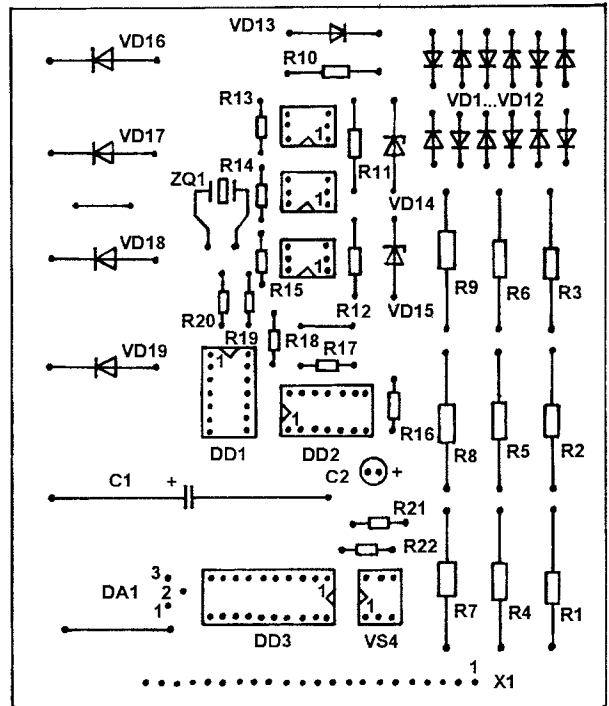 VD13
VD16
R10
VD1...VD12
R13
1
VD17
R11
R14
ZQ1
1
VD14
VD18
1
R9
R6
R3
R15
R12
VD15
R20
R19
R18
R17
VD19
1
1
R16
R8
R5
R2
DD1
DD2
C1
+
C2
+
R21
R22
3
DA1
2
1
1
1
R7
R4
R1
DD3
VS4
1
X1